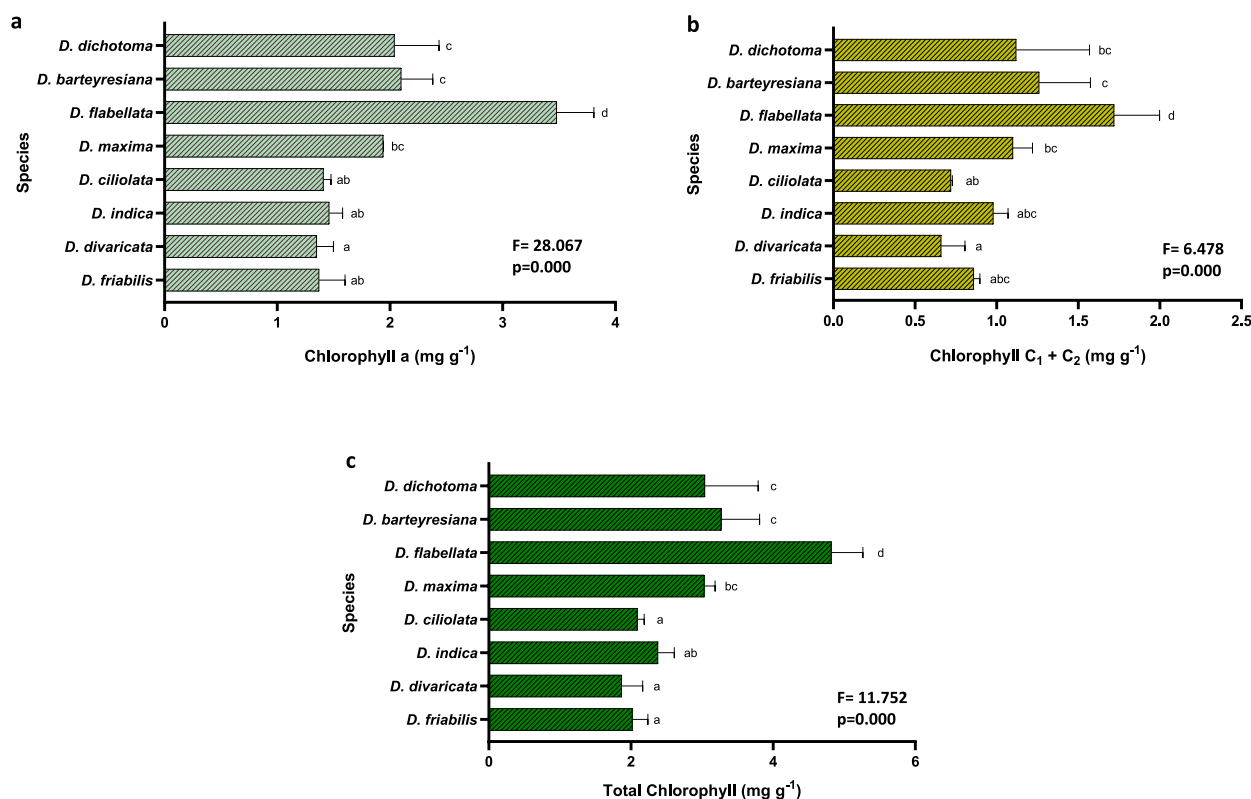 a
D. dichotoma
c
D. barteyresiana
c
D. flabellata
d
D. maxima
bc
D. ciliolata
ab
D. indica
ab
D. divaricata
a
D. friabilis
ab
Species
F= 28.067
p=0.000
0 1 2 3 4
Chlorophyll a (mg g⁻¹)
b
D. dichotoma
bc
D. barteyresiana
c
D. flabellata
d
D. maxima
bc
D. ciliolata
ab
D. indica
abc
D. divaricata
a
D. friabilis
abc
Species
F= 6.478
p=0.000
0.0 0.5 1.0 1.5 2.0 2.5
Chlorophyll C₁ + C₂ (mg g⁻¹)
c
D. dichotoma
c
D. barteyresiana
c
D. flabellata
d
D. maxima
bc
D. ciliolata
a
D. indica
ab
D. divaricata
a
D. friabilis
a
Species
F= 11.752
p=0.000
0 2 4 6
Total Chlorophyll (mg g⁻¹)